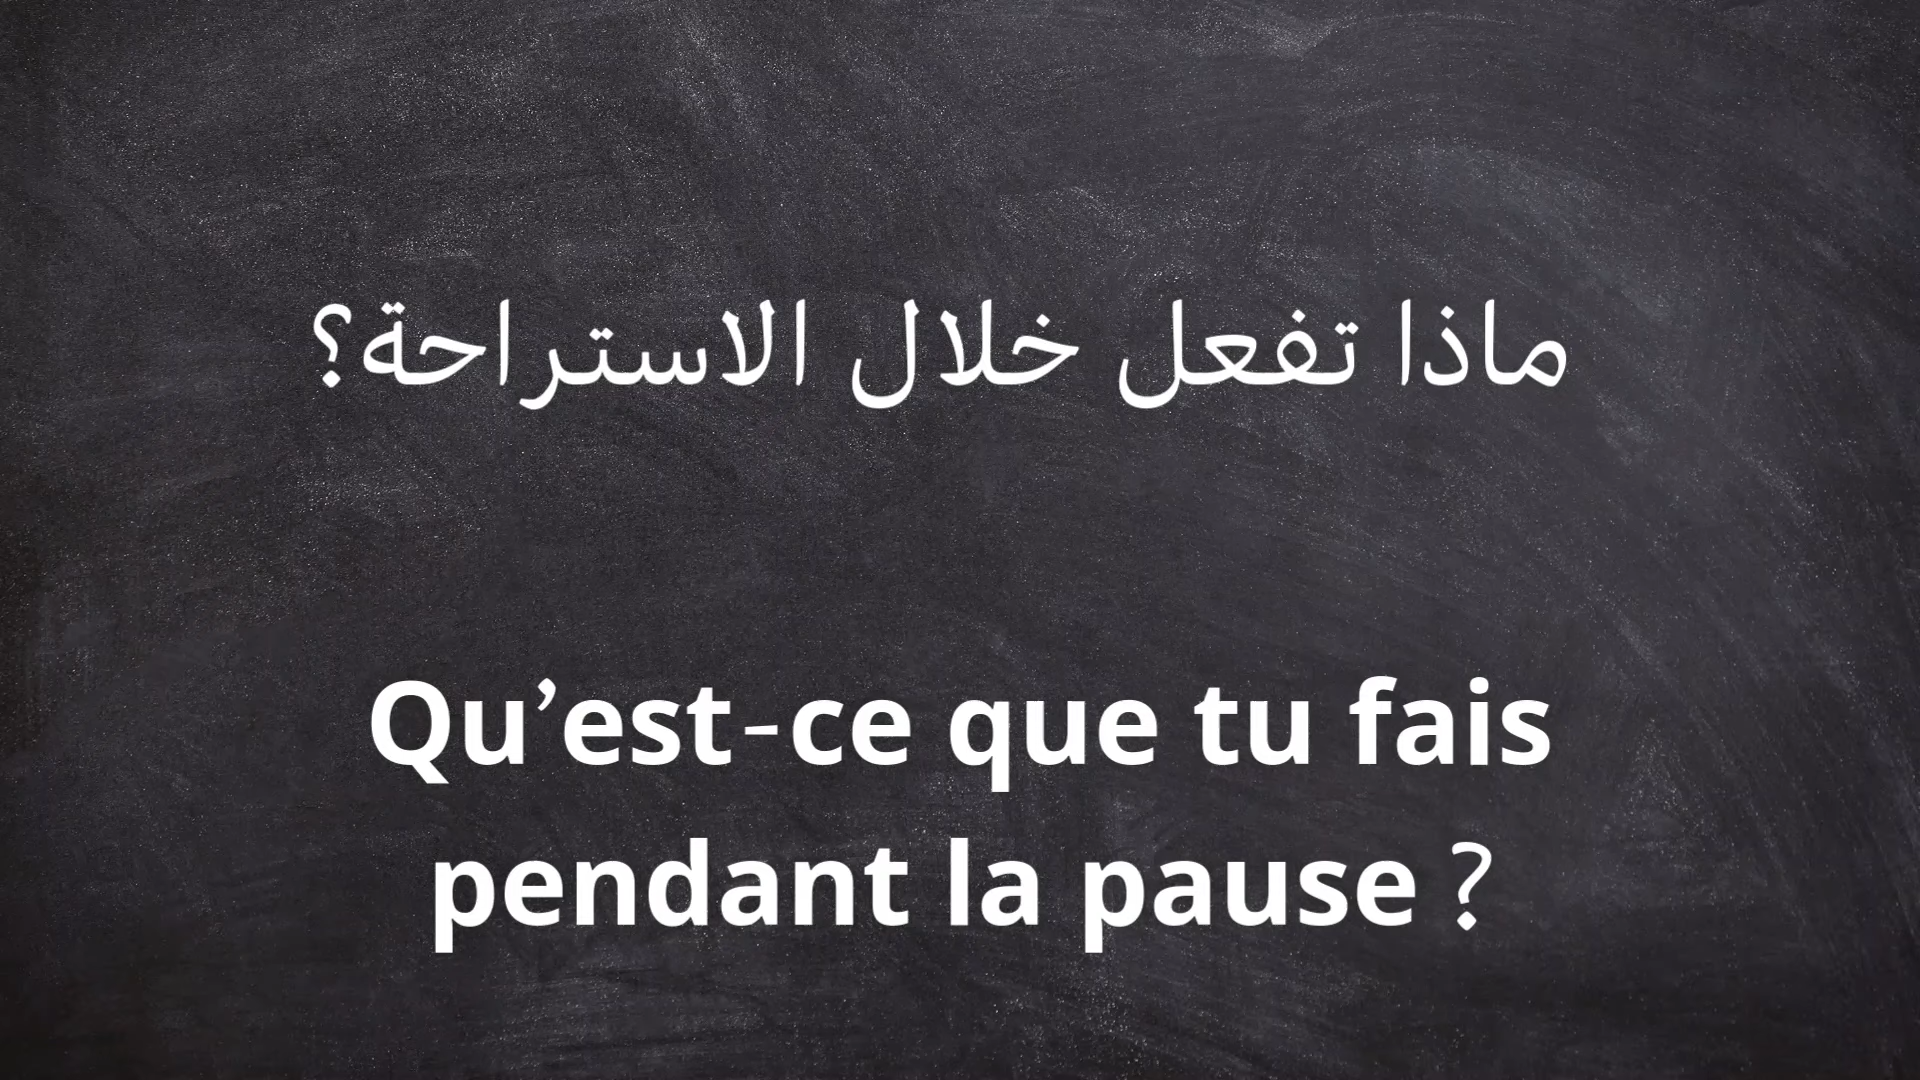 ماذا تفعل خلال الاستراحة؟
Qu’est-ce que tu fais
pendant la pause ?